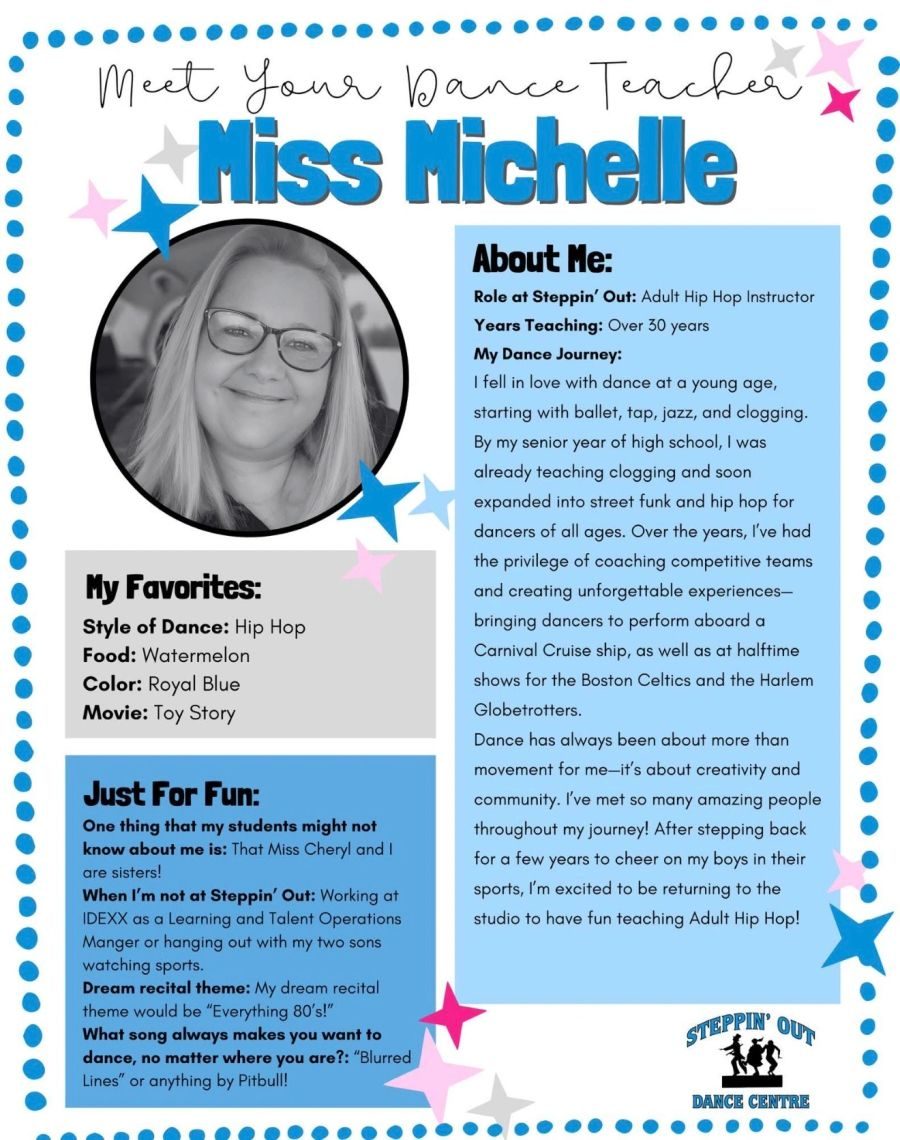 Meet Your Dance Teacher
Miss Michelle
About Me:
Role at Steppin' Out: Adult Hip Hop Instructor
Years Teaching: Over 30 years
My Dance Journey:
I fell in love with dance at a young age,
starting with ballet, tap, jazz, and clogging.
By my senior year of high school, I was
already teaching clogging and soon
expanded into street funk and hip hop for
dancers of all ages. Over the years, I've had
the privilege of coaching competitive teams
and creating unforgettable experiences—
bringing dancers to perform aboard a
Carnival Cruise ship, as well as at halftime
shows for the Boston Celtics and the Harlem
Globetrotters.
Dance has always been about more than
movement for me—it's about creativity and
community. I've met so many amazing people
throughout my journey! After stepping back
for a few years to cheer on my boys in their
sports, I'm excited to be returning to the
studio to have fun teaching Adult Hip Hop!
My Favorites:
Style of Dance: Hip Hop
Food: Watermelon
Color: Royal Blue
Movie: Toy Story
Just For Fun:
One thing that my students might not
know about me is: That Miss Cheryl and I
are sisters!
When I'm not at Steppin' Out: Working at
IDEXX as a Learning and Talent Operations
Manger or hanging out with my two sons
watching sports.
Dream recital theme: My dream recital
theme would be "Everything 80's!"
What song always makes you want to
dance, no matter where you are?: "Blurred
Lines" or anything by Pitbull!
STEPPIN' OUT
DANCE CENTRE